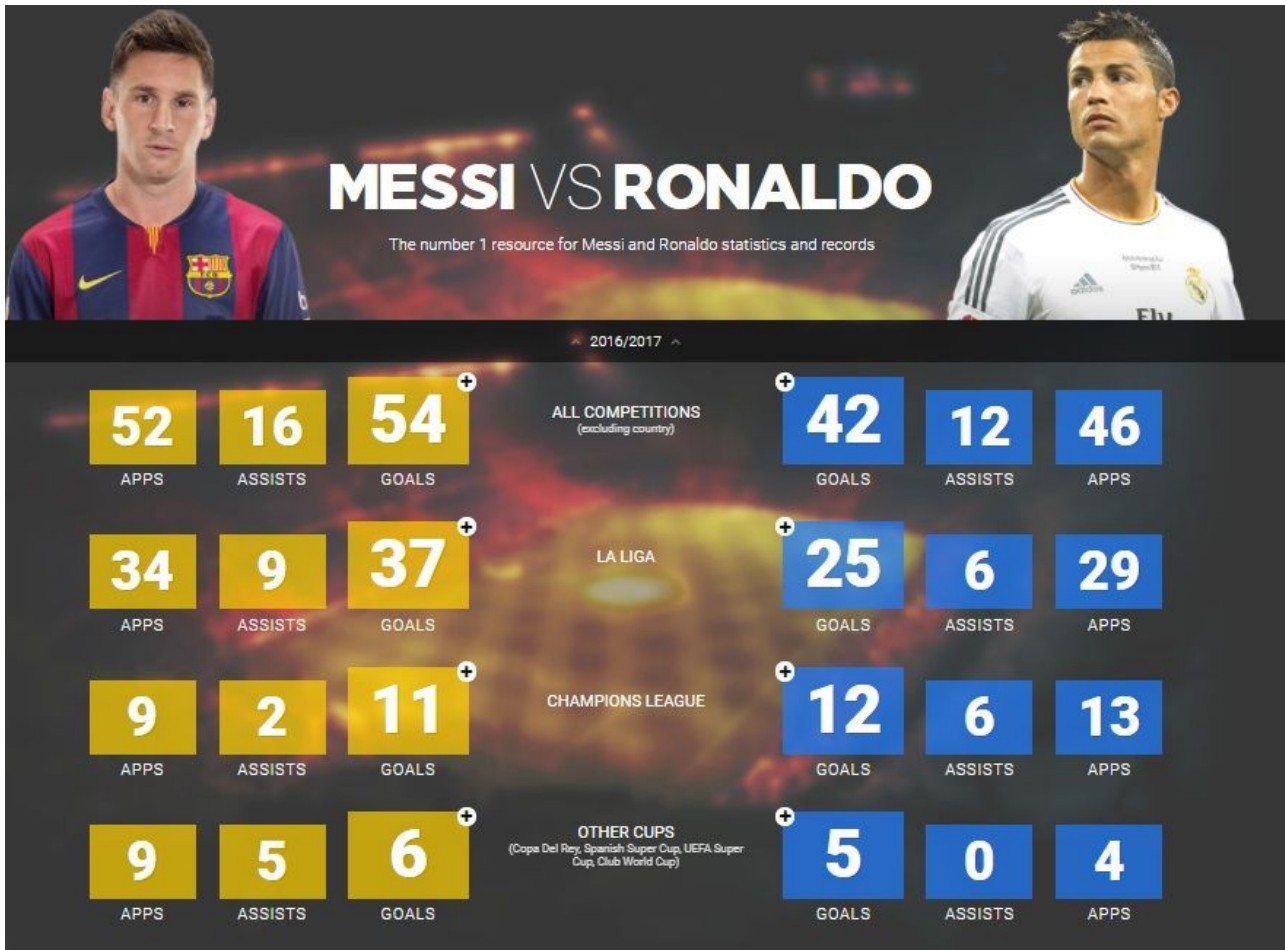 MESSI VS RONALDO
The number 1 resource for Messi and Ronaldo statistics and records
2016/2017
52 16 54 ALL COMPETITIONS 42 12 46
(excluding country)
APPS ASSISTS GOALS GOALS ASSISTS APPS
34 9 37 LA LIGA 25 6 29
APPS ASSISTS GOALS GOALS ASSISTS APPS
9 2 11 CHAMPIONS LEAGUE 12 6 13
APPS ASSISTS GOALS GOALS ASSISTS APPS
9 5 6 OTHER CUPS 5 0 4
(Copa Del Rey, Spanish Super Cup, UEFA Super
Cup, Club World Cup)
APPS ASSISTS GOALS GOALS ASSISTS APPS
adidas
Fly